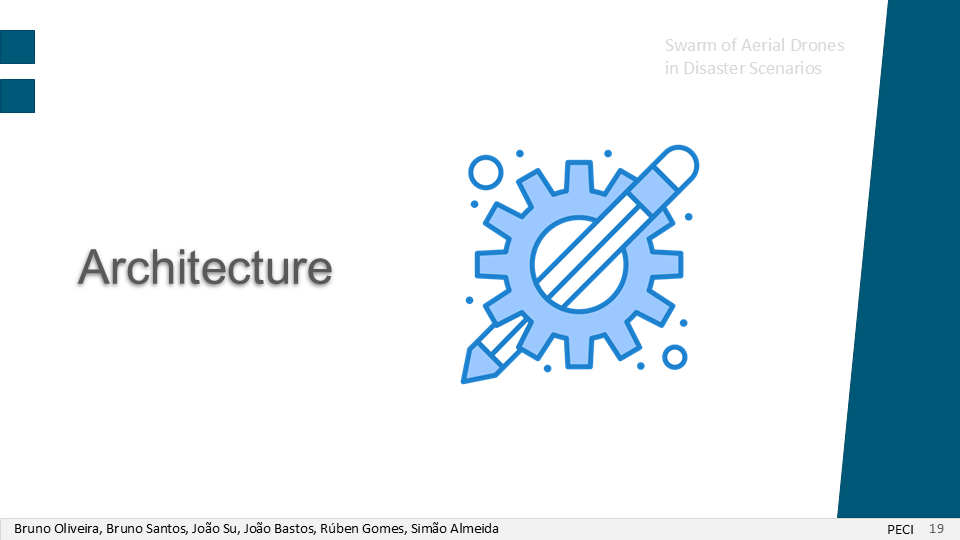 Swarm of Aerial Drones
in Disaster Scenarios
Architecture
Bruno Oliveira, Bruno Santos, João Su, João Bastos, Rúben Gomes, Simão Almeida
PECI 19